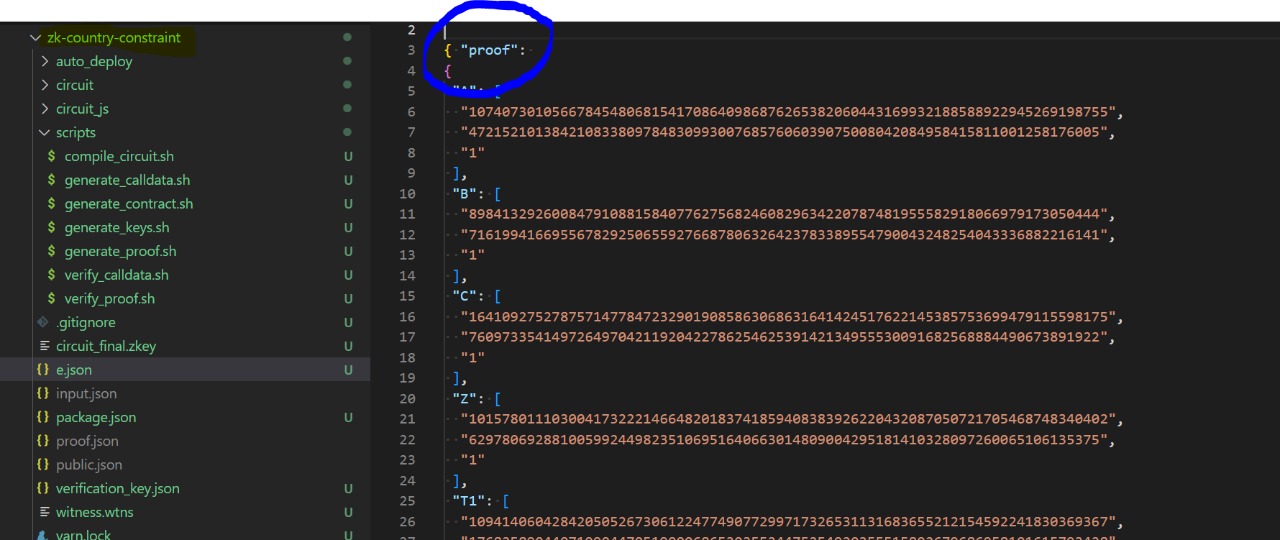 zk-country-constraint
auto_deploy
circuit
circuit_js
scripts
$ compile_circuit.sh U
$ generate_calldata.sh U
$ generate_contract.sh U
$ generate_keys.sh U
$ generate_proof.sh U
$ verify_calldata.sh U
$ verify_proof.sh U
.gitignore U
circuit_final.zkey U
{} e.json U
{} input.json
{} package.json U
{} proof.json
{} public.json
{} verification_key.json U
witness.wtns U
yarn.lock
2
3 { "proof":
4 {
5 "A": [
6 "10740730105667845480681541708640986876265382060443169932188588922945269198755",
7 "4721521013842108338097848309930076857606039075008042084958415811001258176005",
8 "1"
9 ],
10 "B": [
11 "8984132926008479108815840776275682460829634220787481955582918066979173050444",
12 "7161994166955678292506559276687806326423783389554790043248254043336882216141",
13 "1"
14 ],
15 "C": [
16 "16410927527875714778472329019085863068631641424517622145385753699479115598175",
17 "7609733541497264970421192042278625462539142134955530091682568884490673891922",
18 "1"
19 ],
20 "Z": [
21 "10157801110300417322214664820183741859408383926220432087050721705468748340402",
22 "6297806928810059924498235106951640663014809004295181410328097260065106135375",
23 "1"
24 ],
25 "T1": [
26 "10941406042842050526730612247749077299717326531131683655212154592241830369367",